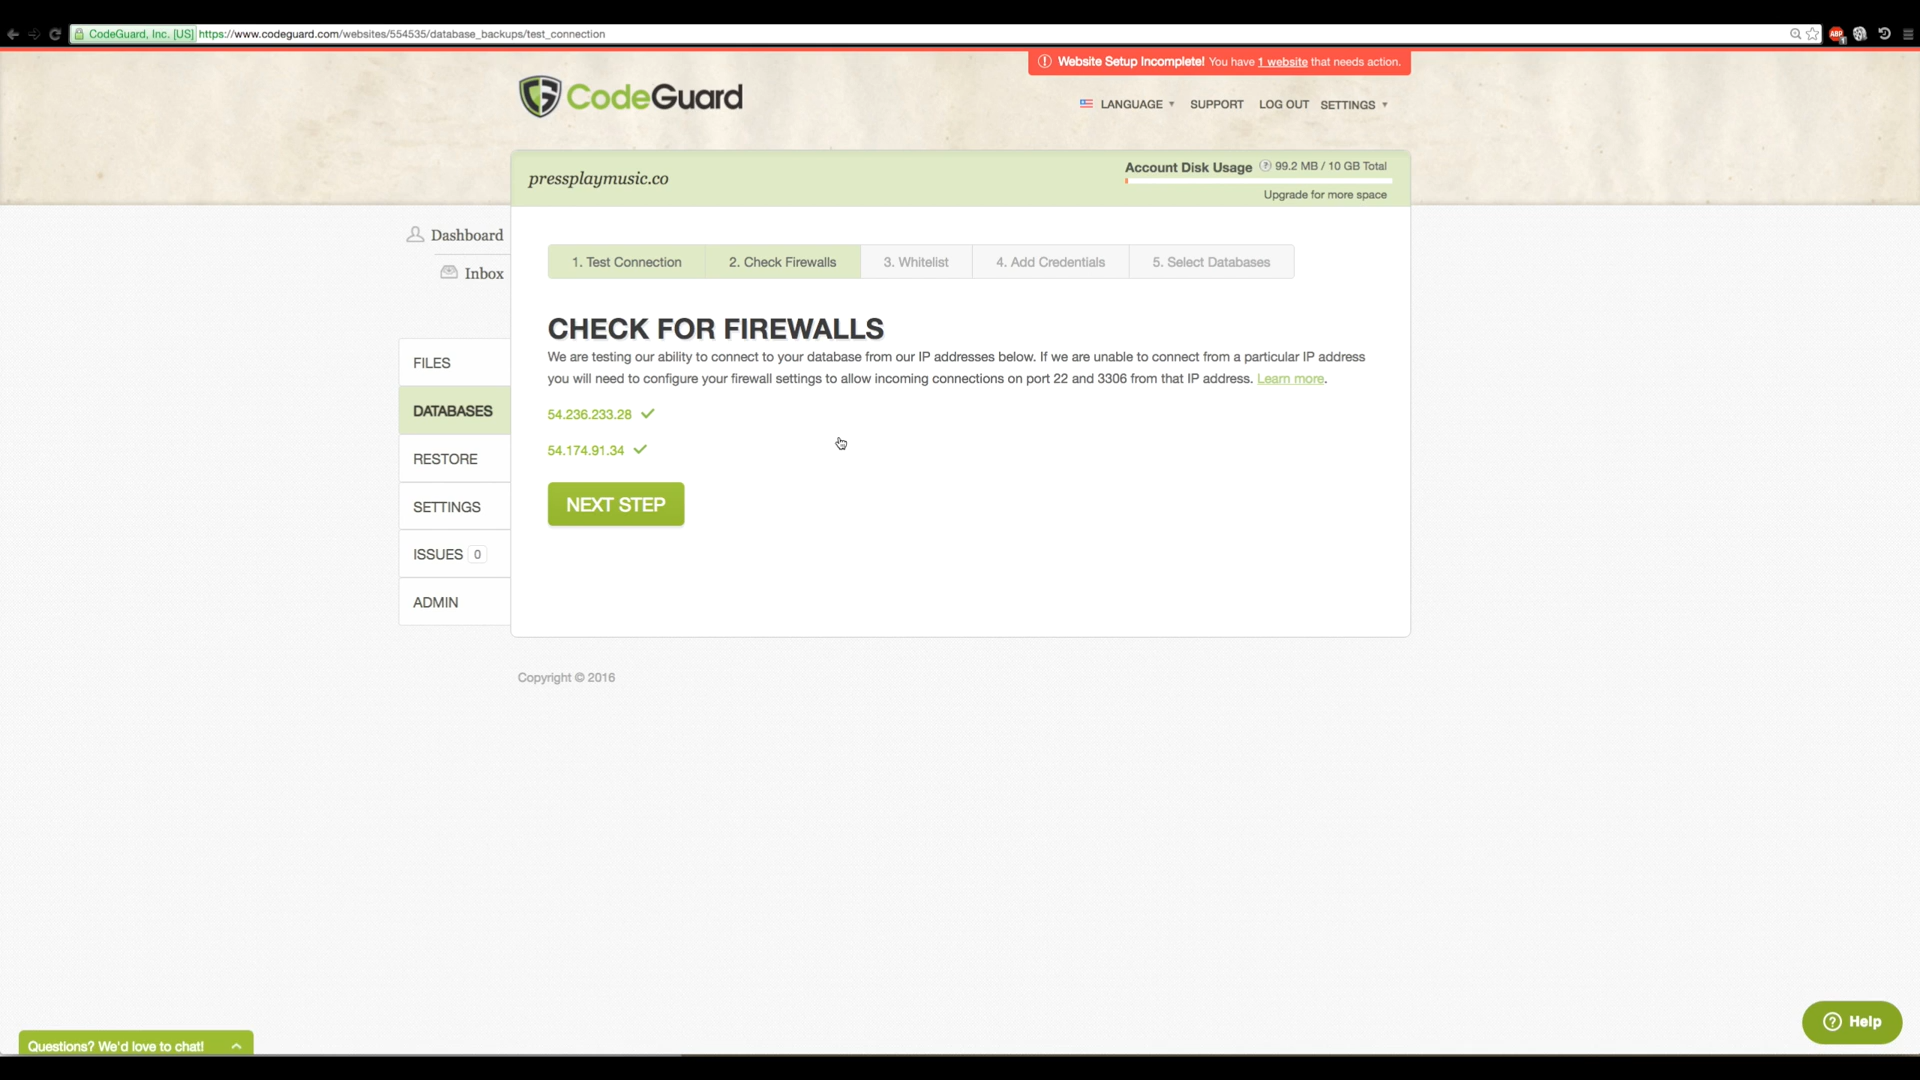 CodeGuard, Inc. [US] https://www.codeguard.com/websites/554535/database_backups/test_connection
ABP
1
Website Setup Incomplete! You have 1 website that needs action.
CodeGuard
LANGUAGE SUPPORT LOG OUT SETTINGS
pressplaymusic.co
Account Disk Usage ? 99.2 MB / 10 GB Total
Upgrade for more space
Dashboard
Inbox
FILES
DATABASES
RESTORE
SETTINGS
ISSUES 0
ADMIN
1. Test Connection 2. Check Firewalls 3. Whitelist 4. Add Credentials 5. Select Databases
CHECK FOR FIREWALLS
We are testing our ability to connect to your database from our IP addresses below. If we are unable to connect from a particular IP address
you will need to configure your firewall settings to allow incoming connections on port 22 and 3306 from that IP address. Learn more.
54.236.233.28
54.174.91.34
NEXT STEP
Copyright © 2016
Questions? We'd love to chat!
? Help